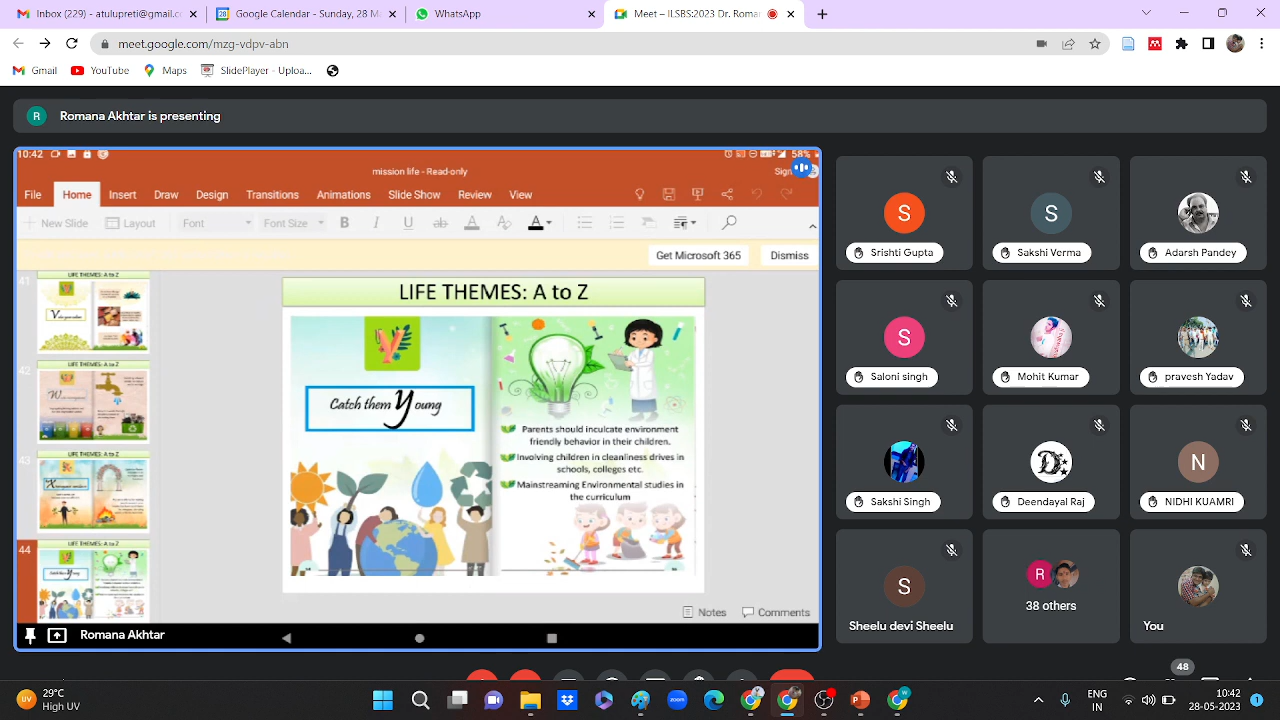 Inbox (229) - atulupreti@gmail.c
Calendar – Sunday, 28 M
WhatsApp
Meet – ILSBS:2023 Dr. Romar
meet.google.com/mzg-vdpv-abn
Gmail
YouTube
Maps
SlidePlayer - Uploa...
R
Romana Akhtar is presenting
10:42
58%
mission life - Read-only
Sign
File
Home
Insert
Draw
Design
Transitions
Animations
Slide Show
Review
View
New Slide
Layout
Font
Font Size
B
I
U
ab
A
A
Get Microsoft 365
Dismiss
41
LIFE THEMES: A to Z
42
LIFE THEMES: A to Z
43
LIFE THEMES: A to Z
44
LIFE THEMES: A to Z
LIFE THEMES: A to Z
Catch them Young
Parents should inculcate environment
friendly behavior in their children.
Involving children in cleanliness drives in
schools, colleges etc.
Mainstreaming Environmental studies in
the curriculum
Notes
Comments
Romana Akhtar
S
Srishti Gupta
S
Sakshi Verma
Adarsh Pandey
S
Saloni singh
Mohit Kumar
pravesh Yadav
Sakshi Singh
Deendayal Raj
N
NIDHI KUAMRI
S
Sheelu devi Sheelu
R
38 others
You
48
29°C
High UV
UV
zoom
ENG
IN
10:42
28-05-2023
1